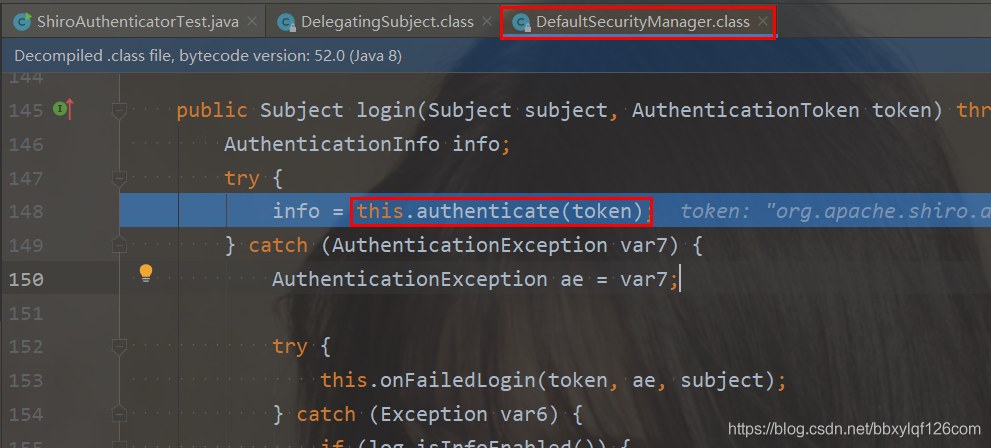 ShiroAuthenticatorTest.java × DelegatingSubject.class × DefaultSecurityManager.class ×
Decompiled .class file, bytecode version: 52.0 (Java 8)
144
145 public Subject login(Subject subject, AuthenticationToken token) thr
146 AuthenticationInfo info;
147 try {
148 info = this.authenticate(token); token: "org.apache.shiro.a
149 } catch (AuthenticationException var7) {
150 AuthenticationException ae = var7;
151
152 try {
153 this.onFailedLogin(token, ae, subject);
154 } catch (Exception var6) {
if (log.isInfoEnabled()) {
https://blog.csdn.net/bbxylqf126com